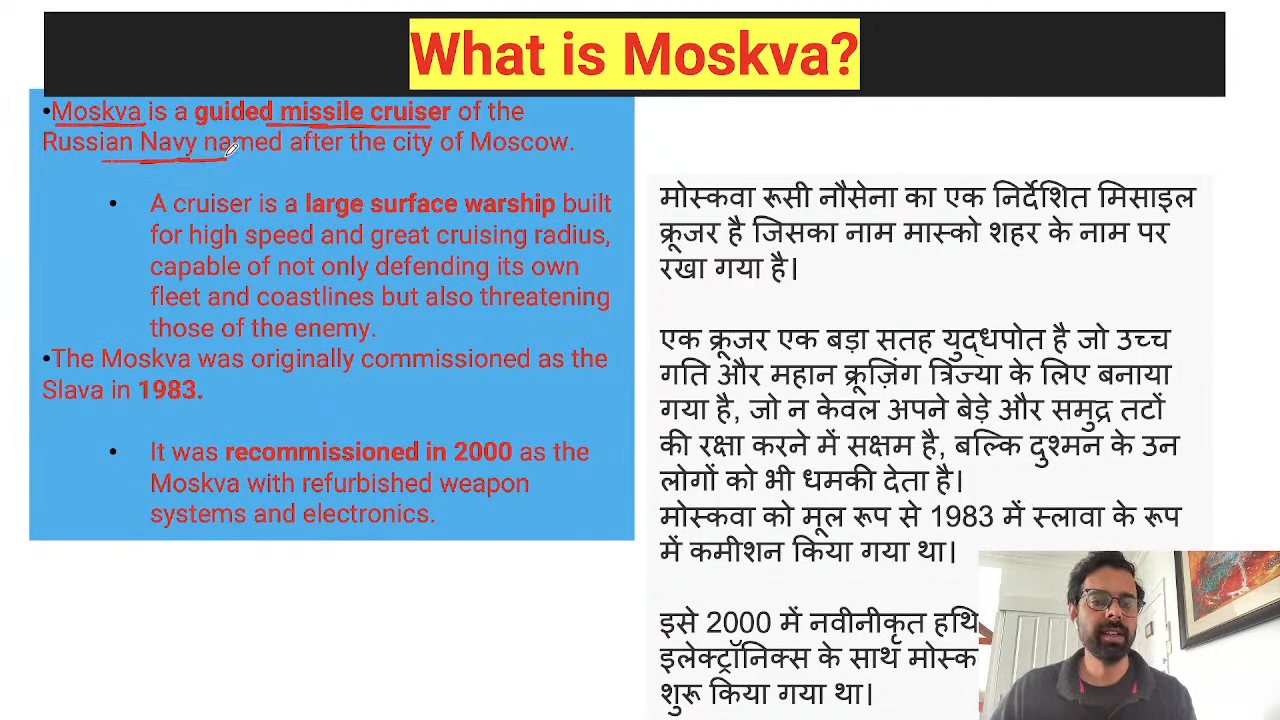 What is Moskva?
•Moskva is a guided missile cruiser of the
Russian Navy named after the city of Moscow.
• A cruiser is a large surface warship built
for high speed and great cruising radius,
capable of not only defending its own
fleet and coastlines but also threatening
those of the enemy.
•The Moskva was originally commissioned as the
Slava in 1983.
• It was recommissioned in 2000 as the
Moskva with refurbished weapon
systems and electronics.
मोस्कवा रूसी नौसेना का एक निर्देशित मिसाइल
क्रूजर है जिसका नाम मास्को शहर के नाम पर
रखा गया है।
एक क्रूजर एक बड़ा सतह युद्धपोत है जो उच्च
गति और महान क्रूज़िंग त्रिज्या के लिए बनाया
गया है, जो न केवल अपने बेड़े और समुद्र तटों
की रक्षा करने में सक्षम है, बल्कि दुश्मन के उन
लोगों को भी धमकी देता है।
मोस्कवा को मूल रूप से 1983 में स्लावा के रूप
में कमीशन किया गया था।
इसे 2000 में नवीनीकृत हथि
इलेक्ट्रॉनिक्स के साथ मोस्क
शुरू किया गया था।